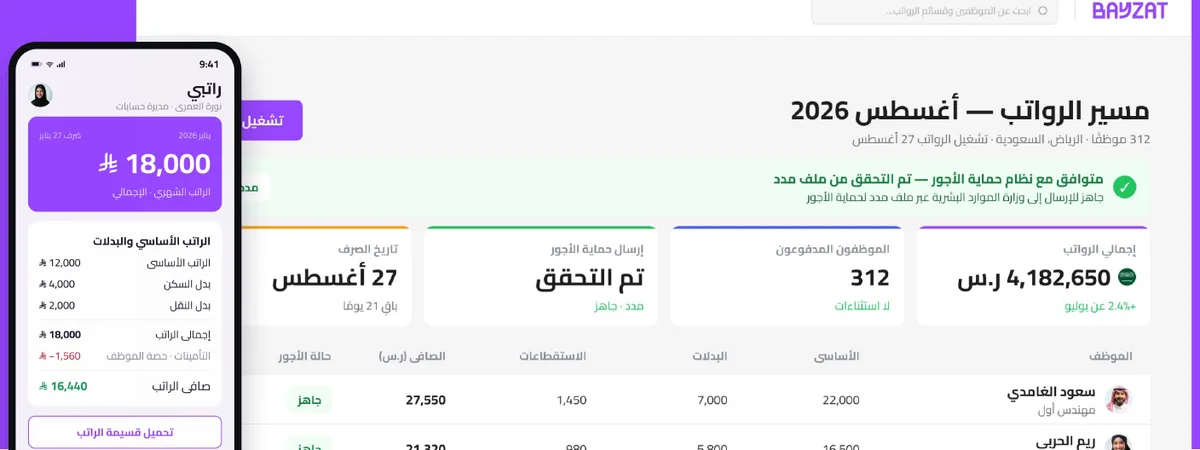 BAYZAT
ابحث عن الموظفين وقسائم الرواتب...
مسير الرواتب — أغسطس 2026
312 موظفًا · الرياض، السعودية · تشغيل الرواتب 27 أغسطس
تشغيل
متوافق مع نظام حماية الأجور — تم التحقق من ملف مدد
جاهز للإرسال إلى وزارة الموارد البشرية عبر ملف مدد لحماية الأجور
مدد
إجمالي الرواتب
4,182,650 ر.س
+2.4% عن يوليو
الموظفون المدفوعون
312
لا استثناءات
إرسال حماية الأجور
تم التحقق
مدد · جاهز
تاريخ الصرف
27 أغسطس
باقٍ 21 يومًا
الموظف الأساسي البدلات الاستقطاعات الصافي (ر.س) حالة الأجور
سعود الغامدي 22,000 7,000 1,450 27,550 جاهز
مهندس أول
ريم الحربي 16,500 5,800 980 21,320 جاهز
9:41
راتبي
نورة العمري · مديرة حسابات
يناير 2026 صُرف 27 يناير
18,000
الراتب الشهري · الإجمالي
الراتب الأساسي والبدلات
الراتب الأساسي 12,000
بدل السكن 4,000
بدل النقل 2,000
إجمالي الراتب 18,000
التأمينات · حصة الموظف −1,560
صافي الراتب 16,440
تحميل قسيمة الراتب